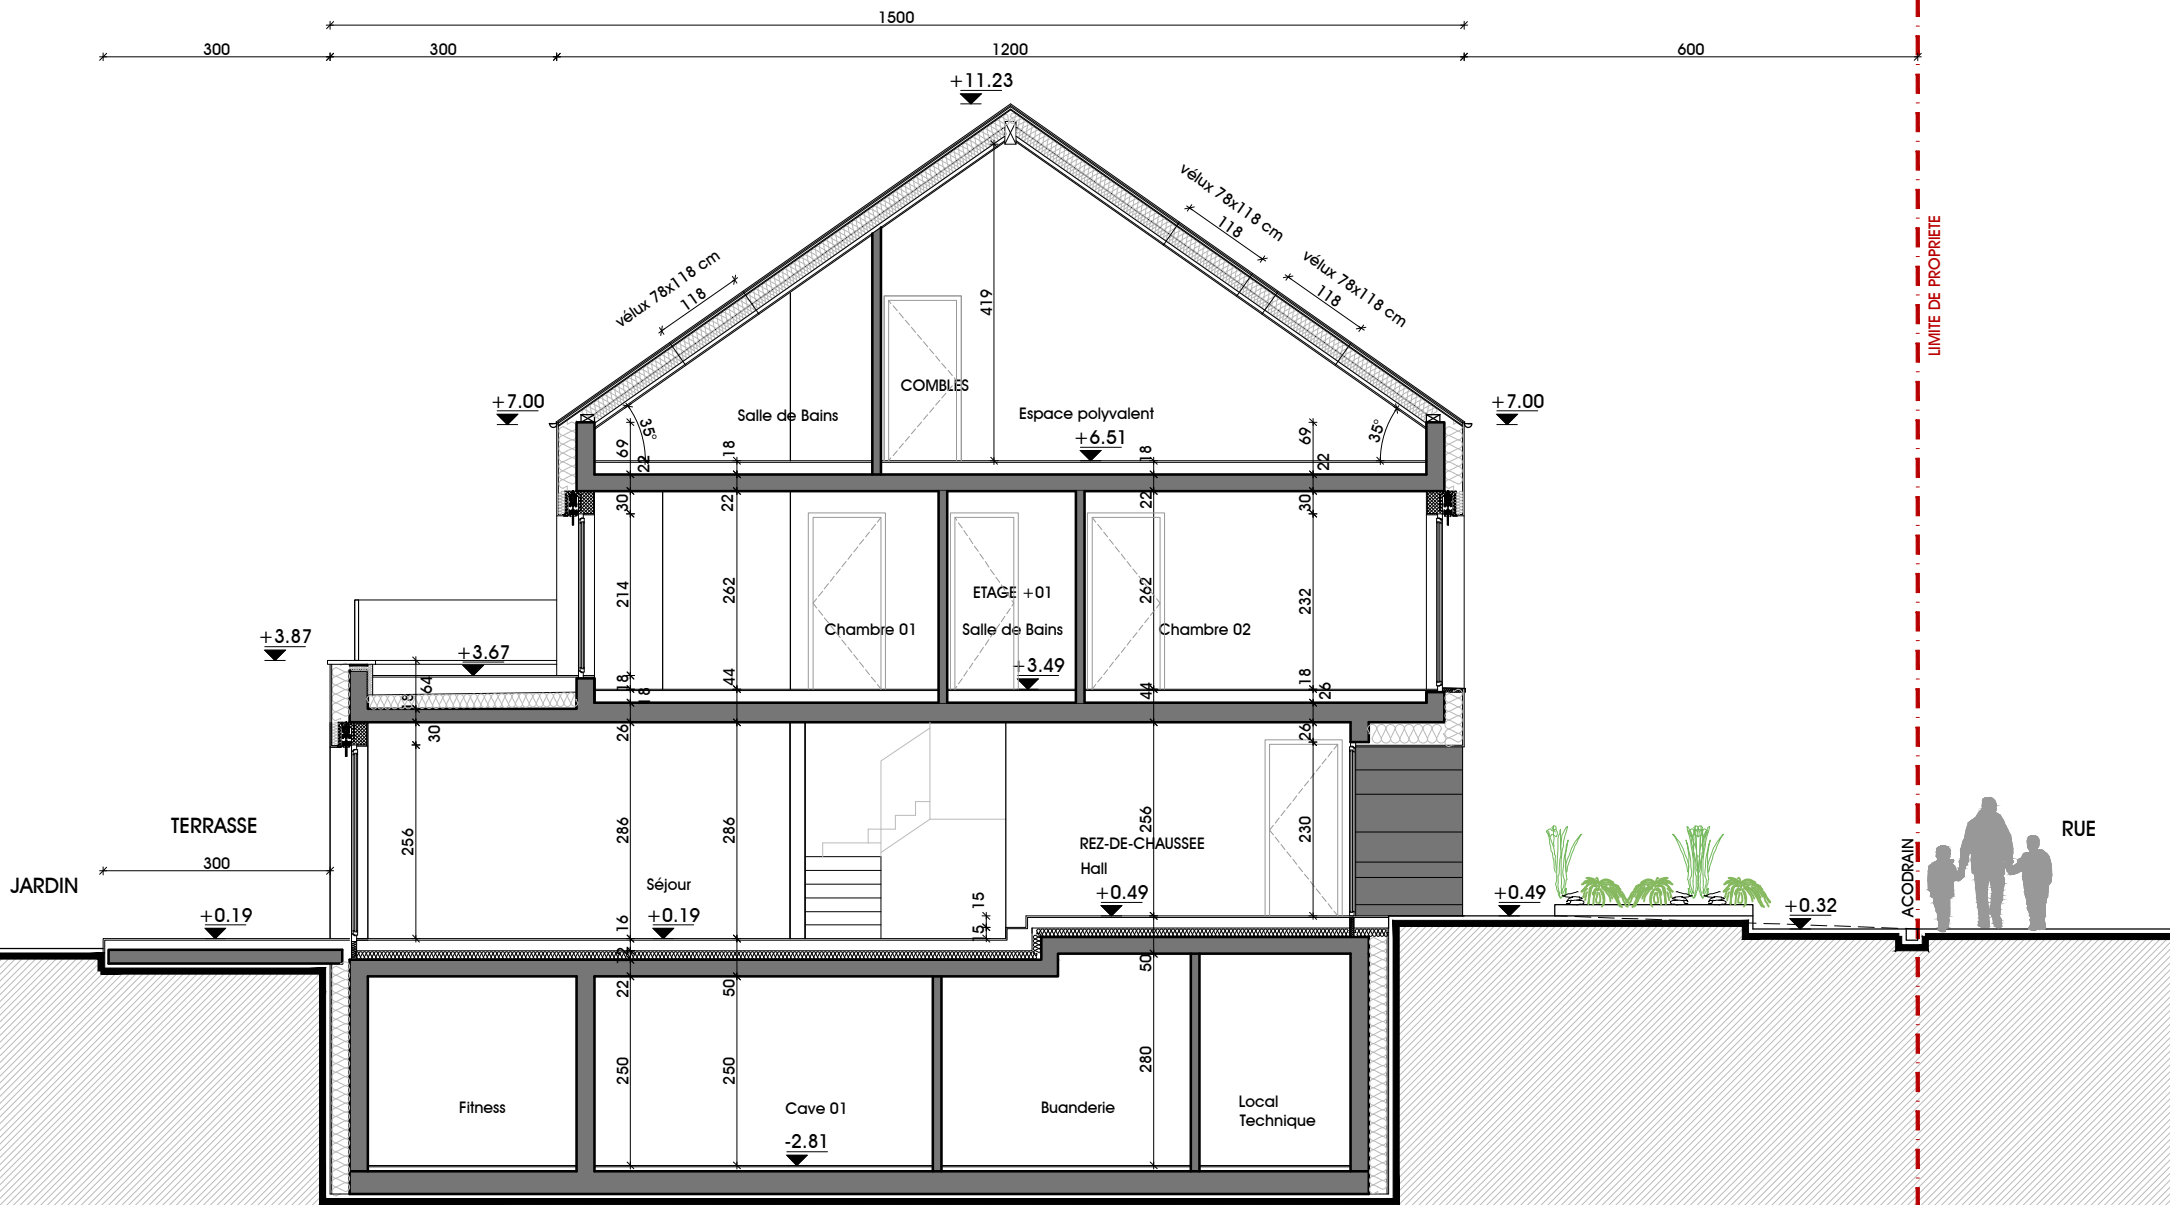 1500
300
300
1200
600
+11.23
vélux 78x118 cm
118
vélux 78x118 cm
118
vélux 78x118 cm
118
LIMITE DE PROPRIETE
419
COMBLES
Salle de Bains
Espace polyvalent
+7.00
+7.00
35°
35°
+6.51
69
22
18
18
69
22
30
22
22
30
214
262
262
232
ETAGE +01
Chambre 01
Salle de Bains
Chambre 02
+3.87
+3.67
+3.49
64
18
18
18
44
44
18
26
30
26
26
TERRASSE
300
JARDIN
256
286
286
256
230
REZ-DE-CHAUSSEE
Hall
Séjour
+0.19
+0.19
+0.49
+0.49
+0.32
16
15
15
ACODRAIN
RUE
22
50
50
250
250
280
Fitness
Cave 01
Buanderie
Local
Technique
-2.81